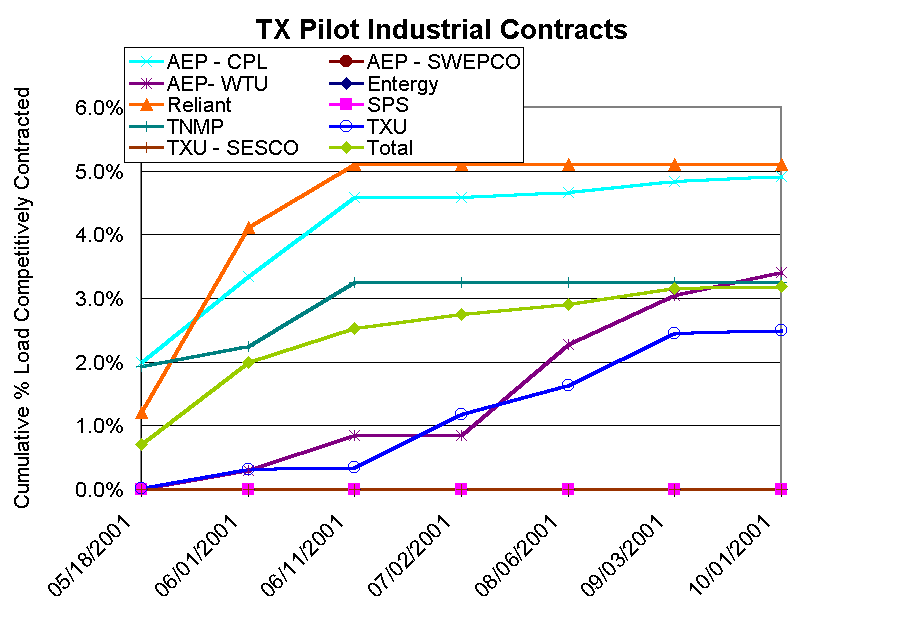 TX Pilot Industrial Contracts
AEP - CPL AEP - SWEPCO
AEP- WTU Entergy
Reliant SPS
TNMP TXU
TXU - SESCO Total
Cumulative % Load Competitively Contracted
6.0%
5.0%
4.0%
3.0%
2.0%
1.0%
0.0%
05/18/2001
06/01/2001
06/11/2001
07/02/2001
08/06/2001
09/03/2001
10/01/2001